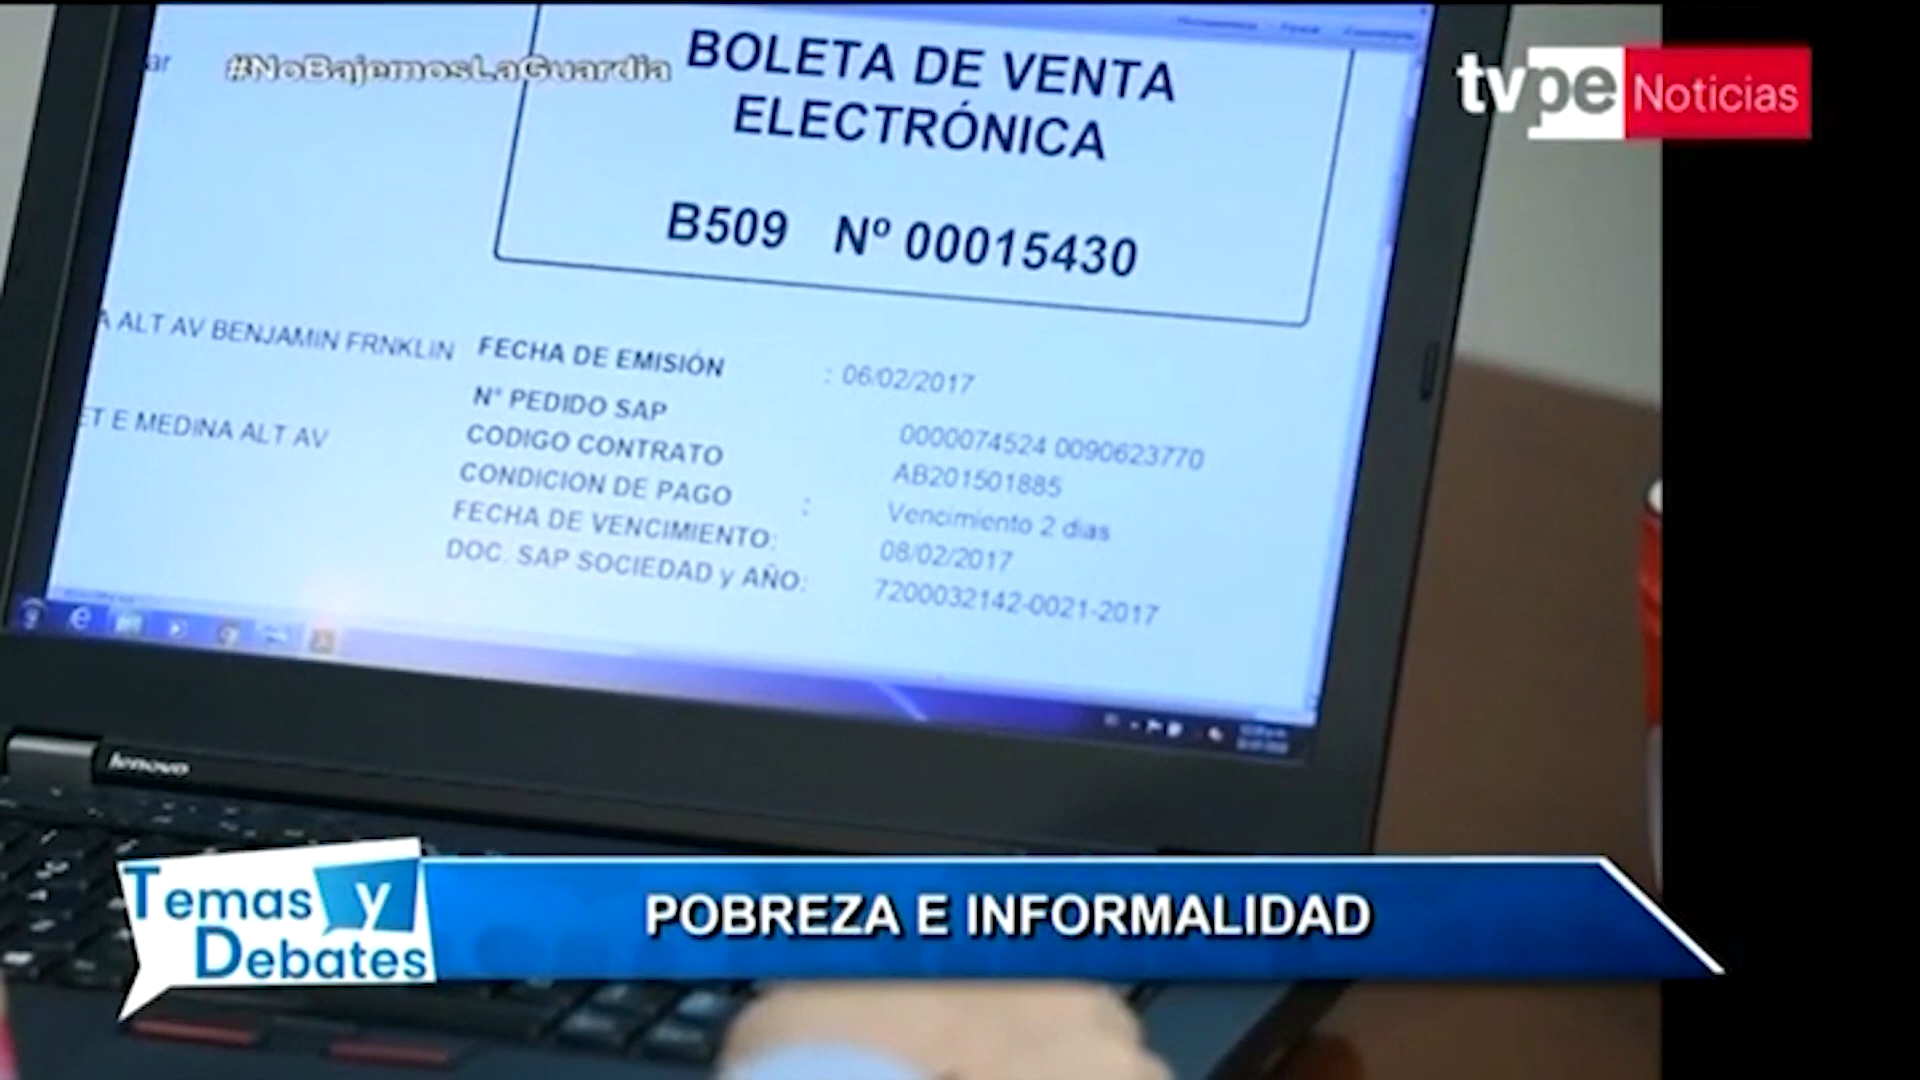 #NoBajemosLaGuardia
BOLETA DE VENTA
ELECTRÓNICA
tvpe Noticias
B509 Nº 00015430
A ALT AV BENJAMIN FRNKLIN
FECHA DE EMISIÓN : 06/02/2017
N° PEDIDO SAP 0000074524 0090623770
ET E MEDINA ALT AV
CODIGO CONTRATO AB201501885
CONDICION DE PAGO : Vencimiento 2 dias
FECHA DE VENCIMIENTO: 08/02/2017
DOC. SAP SOCIEDAD y AÑO: 7200032142-0021-2017
lenovo
Temas y
Debates
POBREZA E INFORMALIDAD